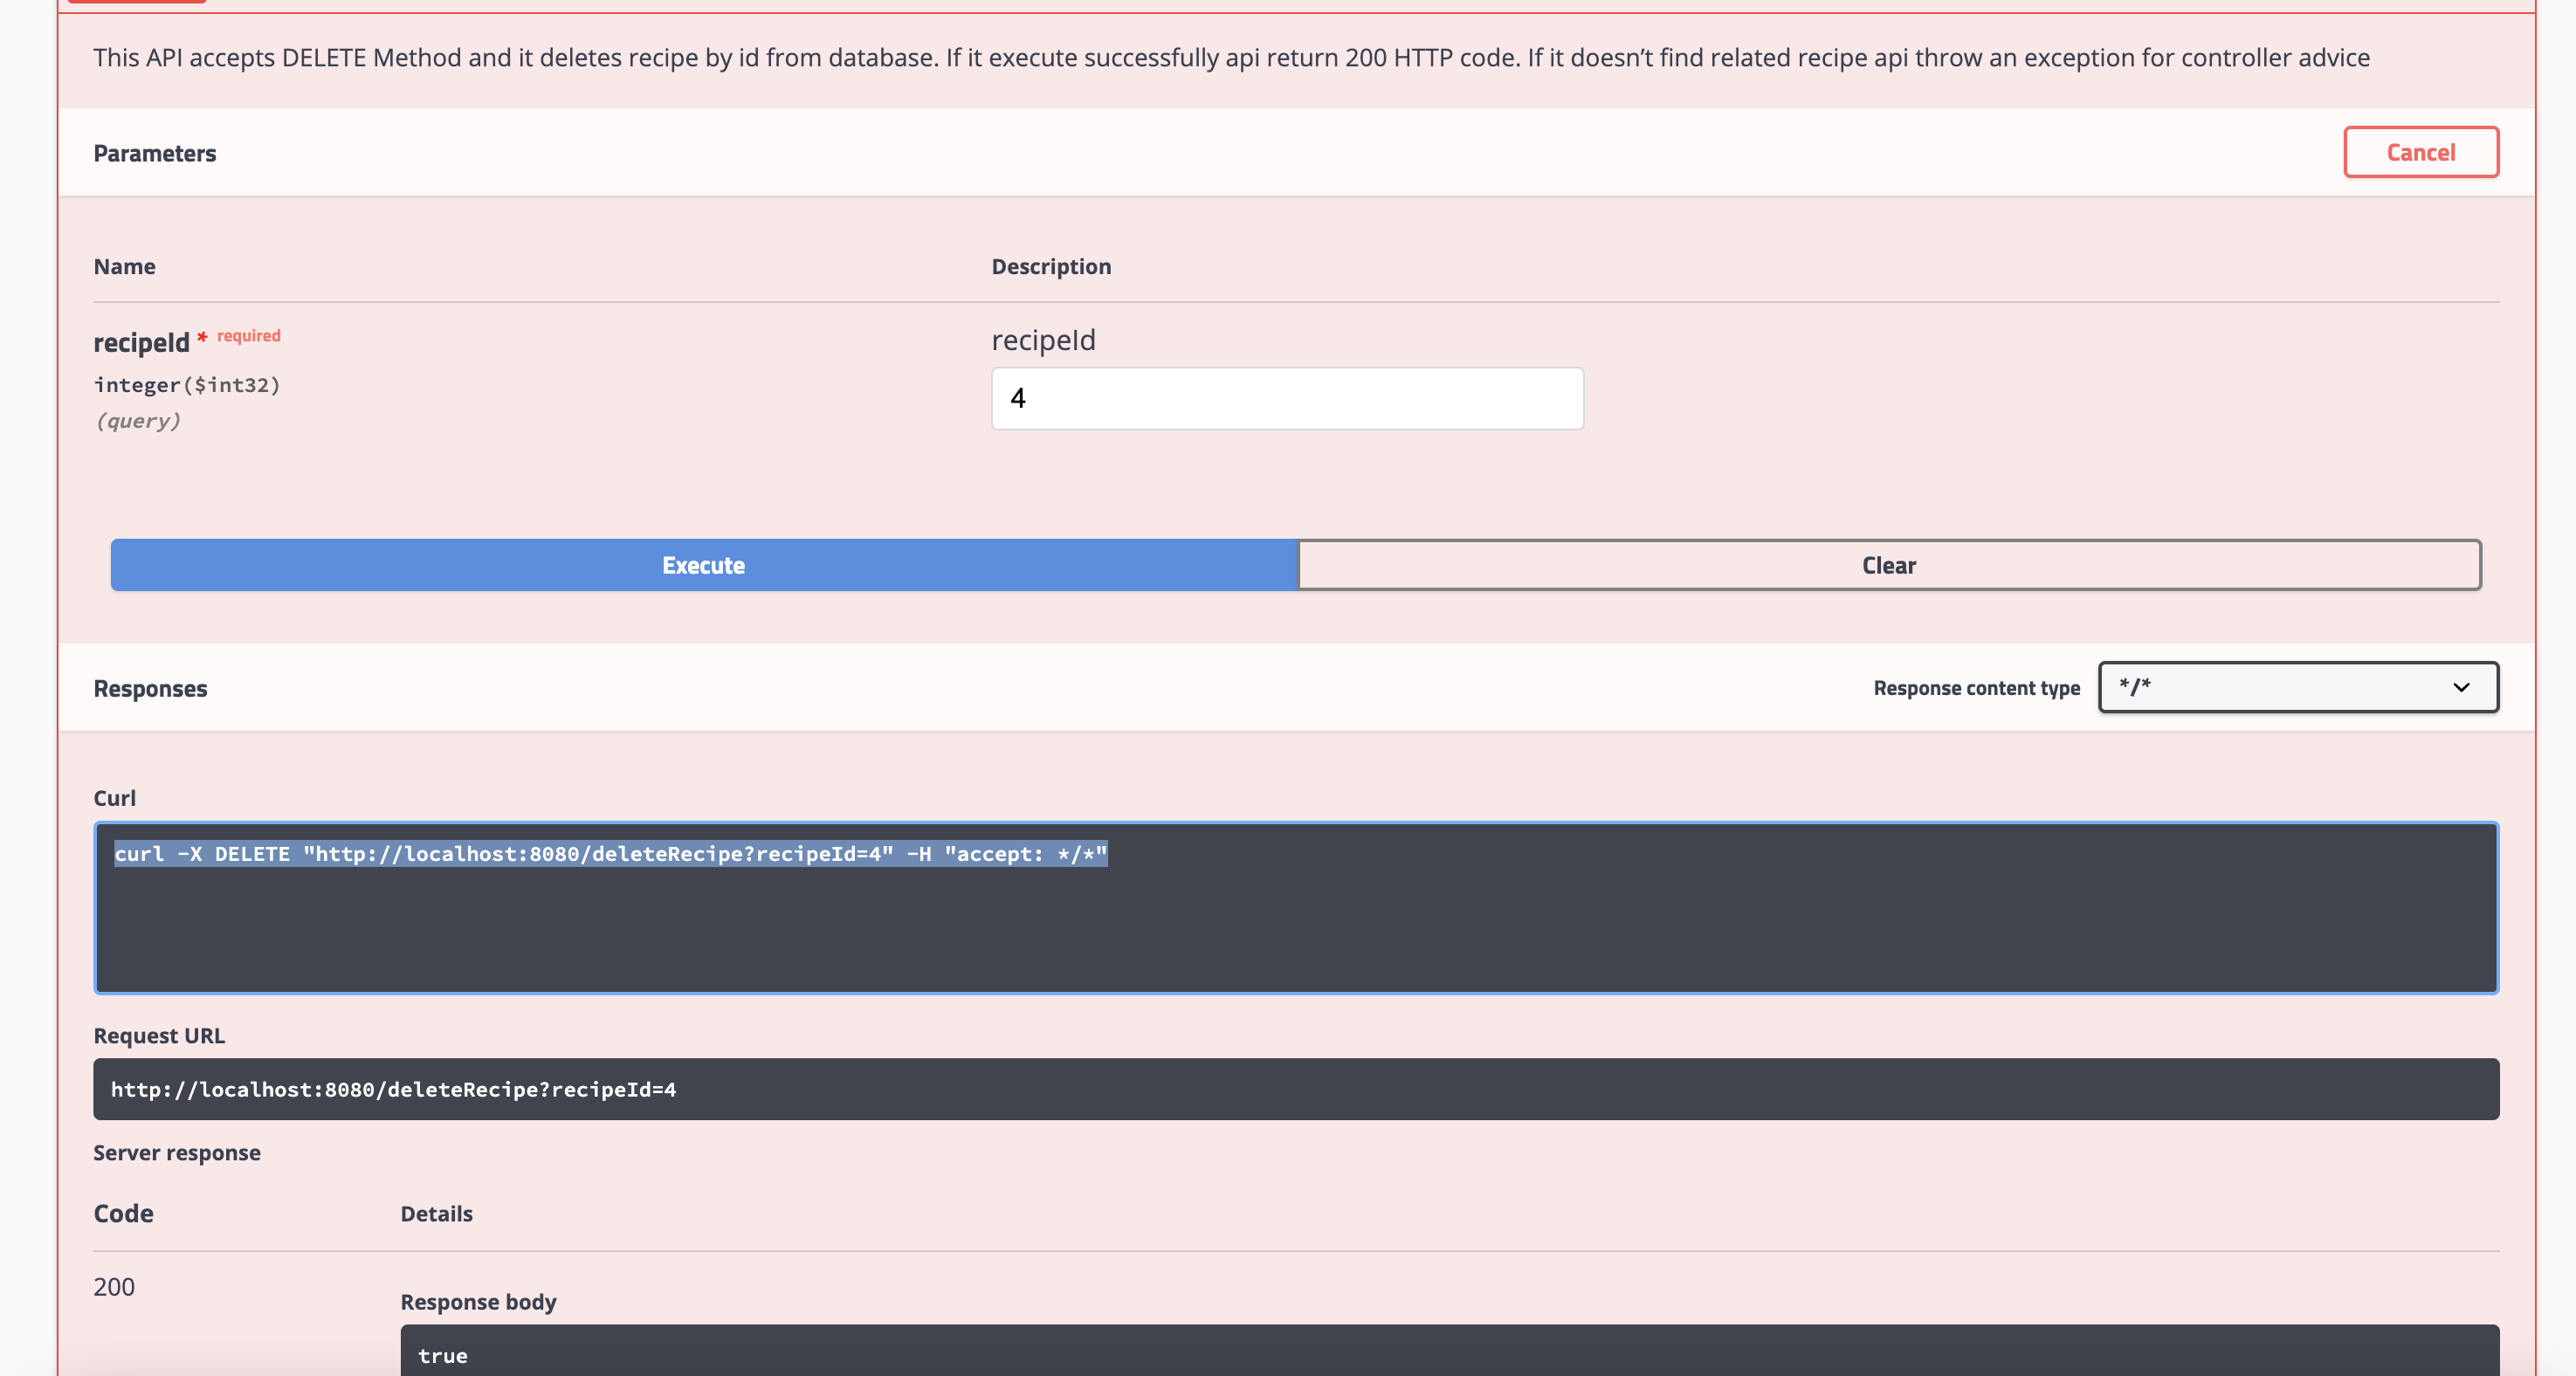 This API accepts DELETE Method and it deletes recipe by id from database. If it execute successfully api return 200 HTTP code. If it doesn’t find related recipe api throw an exception for controller advice
Parameters
Cancel
Name
Description
recipeId * required
recipeId
integer($int32)
4
(query)
Execute
Clear
Responses
Response content type
*/*
Curl
curl -X DELETE "http://localhost:8080/deleteRecipe?recipeId=4" -H "accept: */*"
Request URL
http://localhost:8080/deleteRecipe?recipeId=4
Server response
Code
Details
200
Response body
true